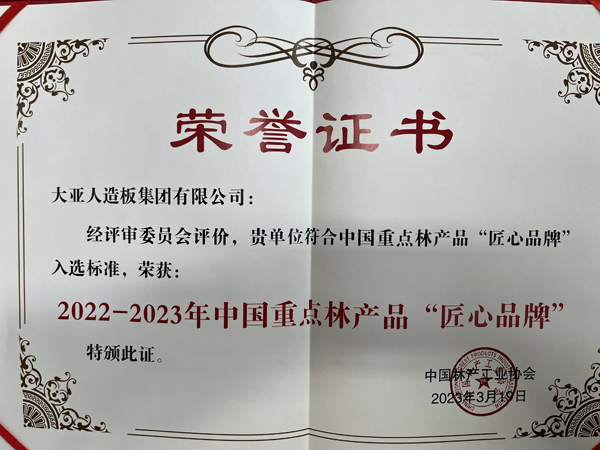 荣誉证书
大亚人造板集团有限公司：
经评审委员会评价，贵单位符合中国重点林产品“匠心品牌”
入选标准，荣获：
2022-2023年中国重点林产品“匠心品牌”
特颁此证。
中国林产工业协会
2023年3月19日